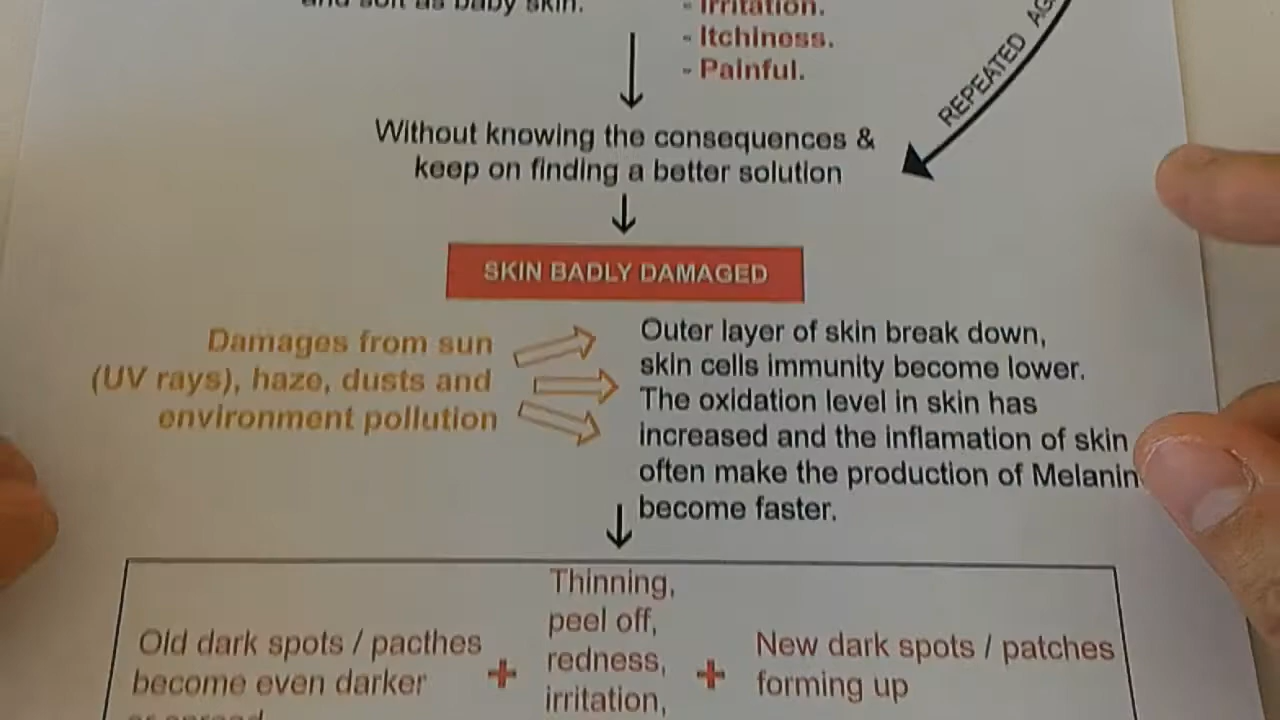 and soft as baby skin.
- Irritation.
- Itchiness.
- Painful.
REPEATED
Without knowing the consequences &
keep on finding a better solution
SKIN BADLY DAMAGED
Damages from sun
(UV rays), haze, dusts and
environment pollution
Outer layer of skin break down,
skin cells immunity become lower.
The oxidation level in skin has
increased and the inflamation of skin
often make the production of Melanin
become faster.
Old dark spots / pacthes
become even darker
or spread
+
Thinning,
peel off,
redness,
irritation,
+
New dark spots / patches
forming up